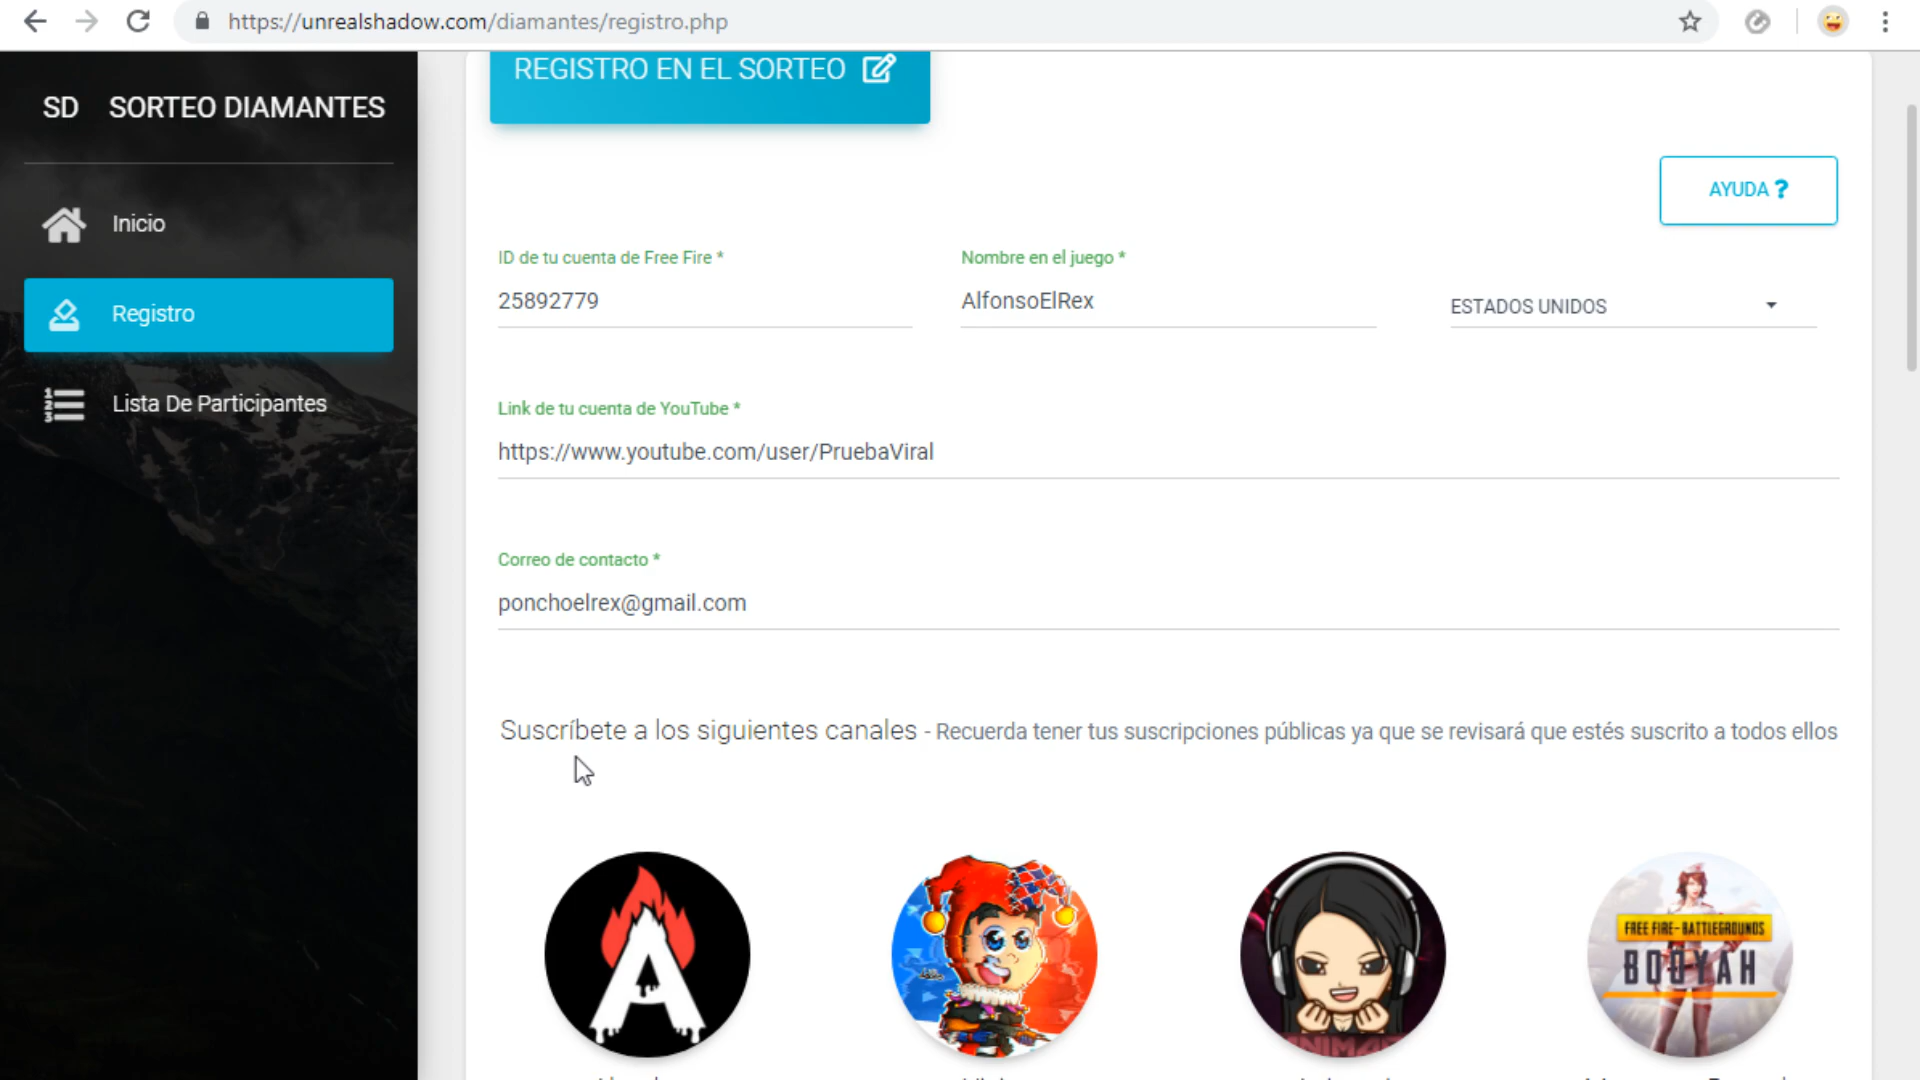 https://unrealshadow.com/diamantes/registro.php
SD SORTEO DIAMANTES
Inicio
Registro
Lista De Participantes
REGISTRO EN EL SORTEO
AYUDA ?
ID de tu cuenta de Free Fire *
25892779
Nombre en el juego *
AlfonsoElRex
ESTADOS UNIDOS
Link de tu cuenta de YouTube *
https://www.youtube.com/user/PruebaViral
Correo de contacto *
ponchoelrex@gmail.com
Suscríbete a los siguientes canales - Recuerda tener tus suscripciones públicas ya que se revisará que estés suscrito a todos ellos
A
FREE FIRE-BATTLEGROUNDS
BOOYAH